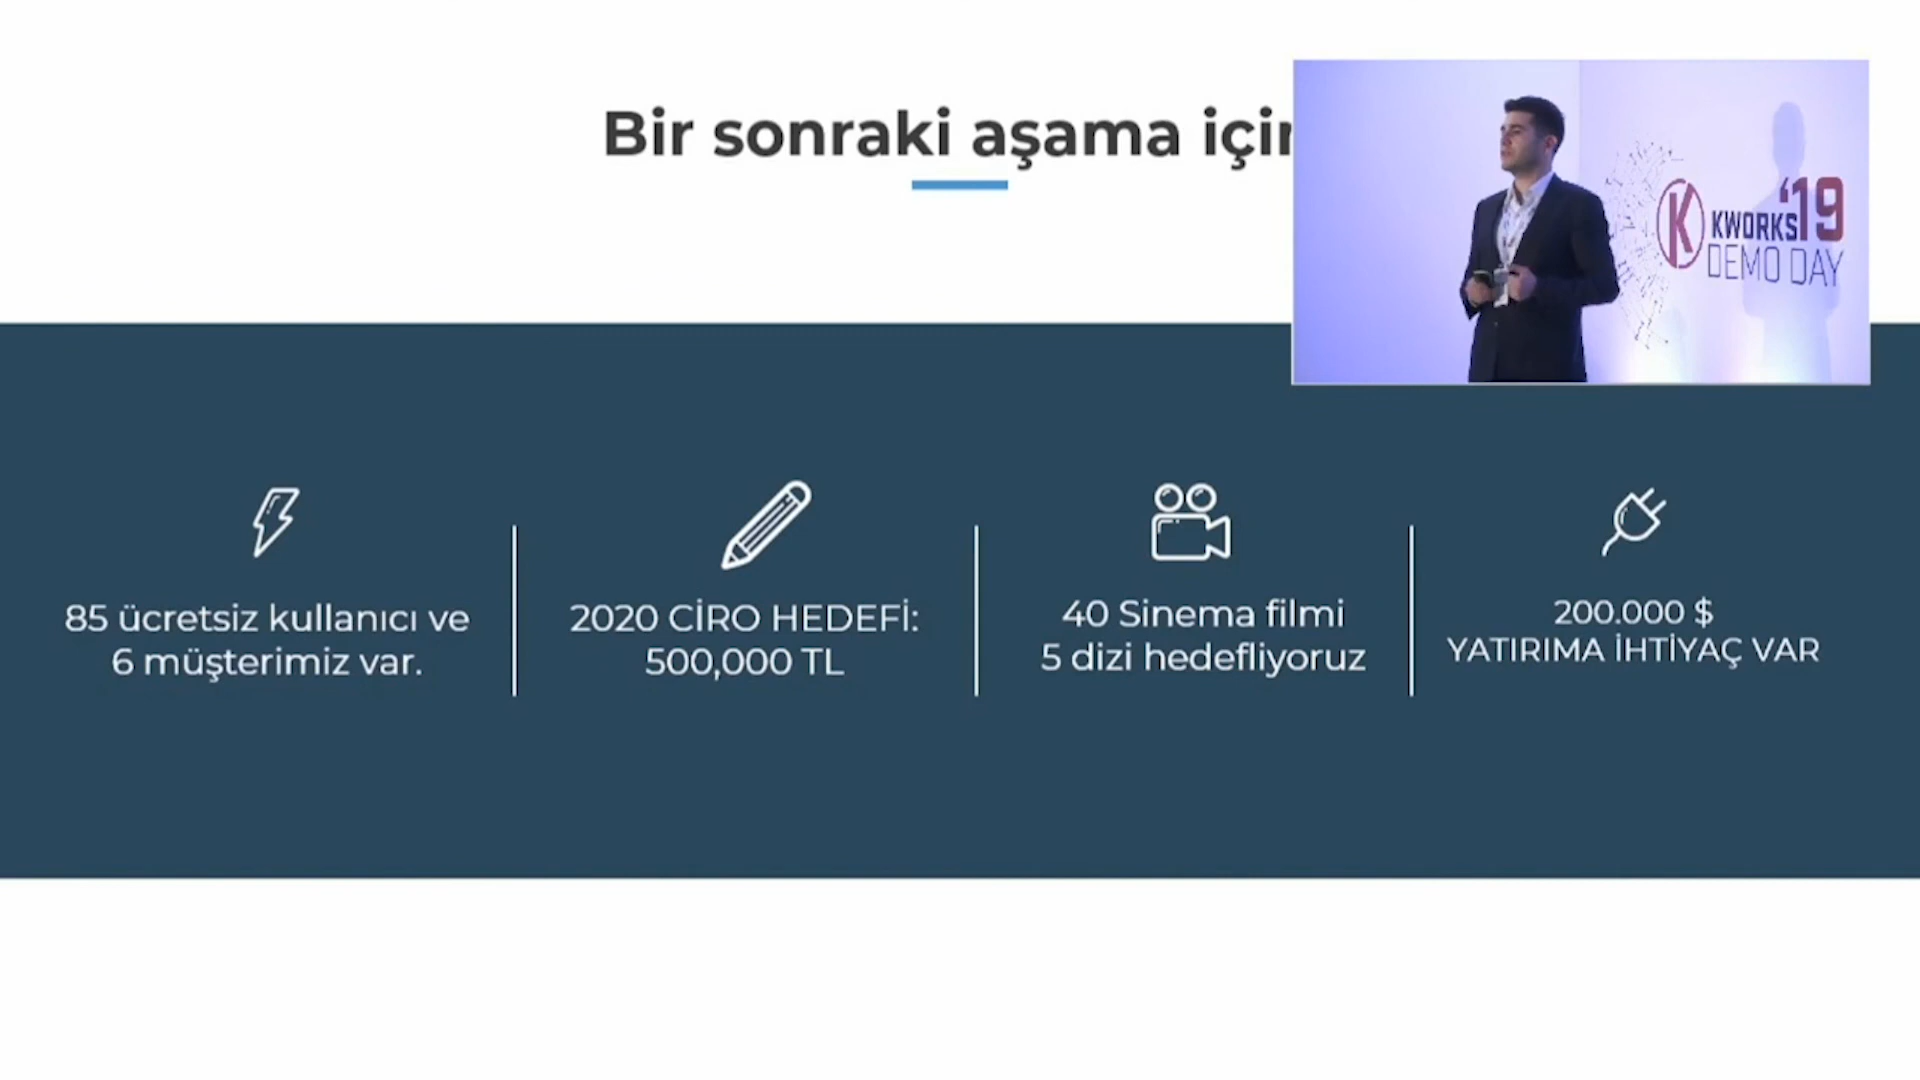 Bir sonraki aşama için
K KWORKS '19
DEMO DAY
85 ücretsiz kullanıcı ve
6 müşterimiz var.
2020 CİRO HEDEFİ:
500,000 TL
40 Sinema filmi
5 dizi hedefliyoruz
200.000 $
YATIRIMA İHTİYAÇ VAR